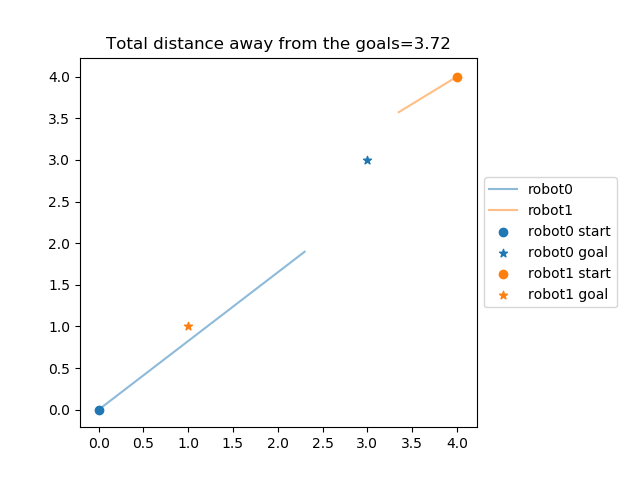 Total distance away from the goals=3.72
4.0
3.5
3.0
2.5
2.0
1.5
1.0
0.5
0.0
0.0 0.5 1.0 1.5 2.0 2.5 3.0 3.5 4.0
robot0
robot1
robot0 start
robot0 goal
robot1 start
robot1 goal